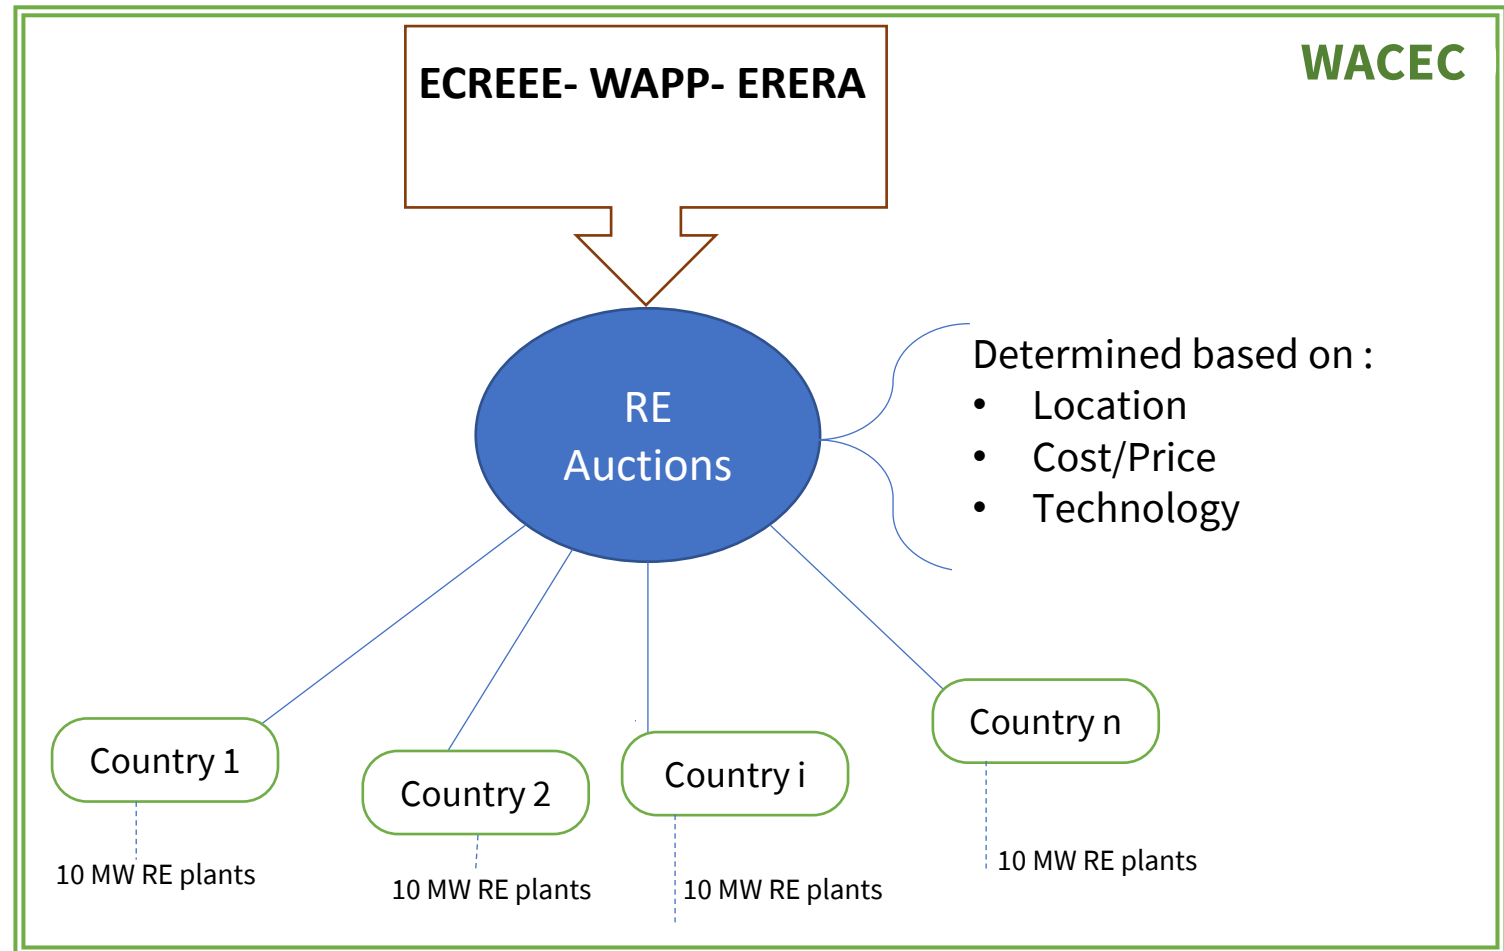 WACEC
ECREEE- WAPP- ERERA
RE
Auctions
Determined based on :
• Location
• Cost/Price
• Technology
Country 1
Country 2
Country i
Country n
10 MW RE plants
10 MW RE plants
10 MW RE plants
10 MW RE plants